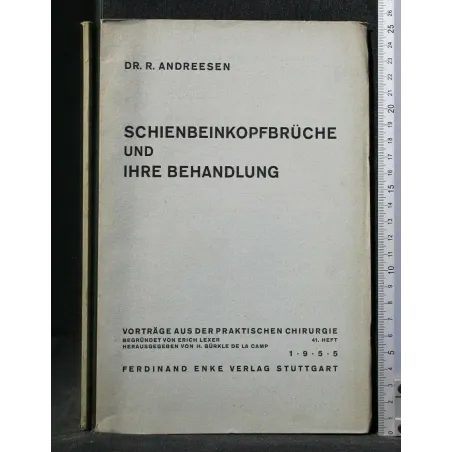 DR. R. ANDREESEN
SCHIENBEINKOPFBRÜCHE
UND
IHRE BEHANDLUNG
VORTRÄGE AUS DER PRAKTISCHEN CHIRURGIE
BEGRÜNDET VON ERICH LEXER 41. HEFT
HERAUSGEGEBEN VON H. BÜRKLE DE LA CAMP
1·9·5·5
FERDINAND ENKE VERLAG STUTTGART